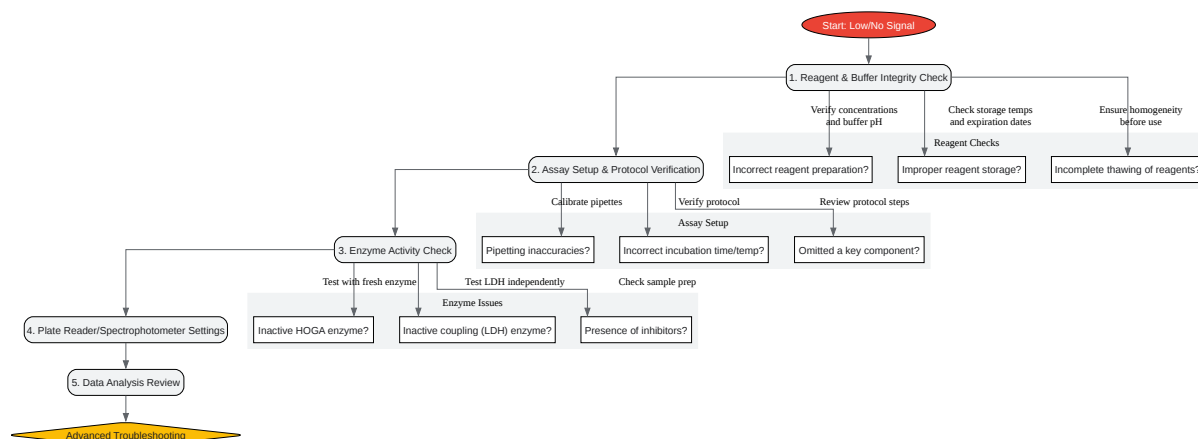 Start: Low/No Signal
1. Reagent & Buffer Integrity Check
Verify concentrations
and buffer pH
Check storage temps
and expiration dates
Ensure homogeneity
before use
Reagent Checks
Incorrect reagent preparation?
Improper reagent storage?
Incomplete thawing of reagents?
2. Assay Setup & Protocol Verification
Calibrate pipettes
Verify protocol
Review protocol steps
Assay Setup
Pipetting inaccuracies?
Incorrect incubation time/temp?
Omitted a key component?
3. Enzyme Activity Check
Test with fresh enzyme
Test LDH independently
Check sample prep
Enzyme Issues
Inactive HOGA enzyme?
Inactive coupling (LDH) enzyme?
Presence of inhibitors?
4. Plate Reader/Spectrophotometer Settings
5. Data Analysis Review
Advanced Troubleshooting